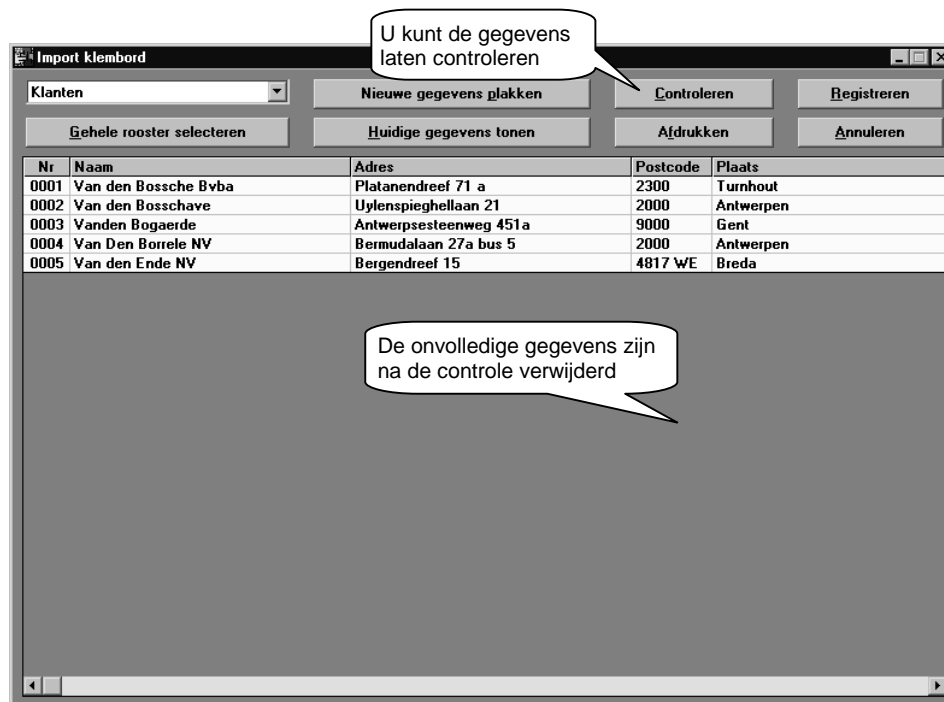 U kunt de gegevens
laten controleren
Import klembord
Klanten Nieuwe gegevens plakken Controleren Registreren
Gehele rooster selecteren Huidige gegevens tonen Afdrukken Annuleren
Nr Naam Adres Postcode Plaats
0001 Van den Bossche Bvba Platanendreef 71 a 2300 Turnhout
0002 Van den Bosschave Uylenspieghellaan 21 2000 Antwerpen
0003 Vanden Bogaerde Antwerpsesteenweg 451a 9000 Gent
0004 Van Den Borrele NV Bermudalaan 27a bus 5 2000 Antwerpen
0005 Van den Ende NV Bergendreef 15 4817 WE Breda
De onvolledige gegevens zijn
na de controle verwijderd